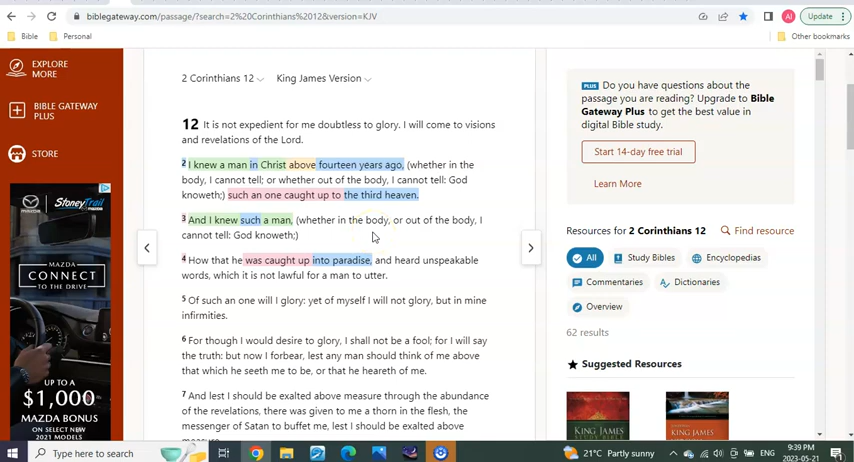 biblegateway.com/passage/?search=2%20Corinthians%2012&version=KJV
AI
Update
Bible
Personal
Other bookmarks
EXPLORE
MORE
BIBLE GATEWAY
PLUS
STORE
mazda
STONEYTRAIL
MAZDA
CONNECT
TO THE DRIVE
UP TO A
$1,000
MAZDA BONUS
ON SELECT NEW
2021 MODELS
2 Corinthians 12
King James Version
12 It is not expedient for me doubtless to glory. I will come to visions
and revelations of the Lord.
2 I knew a man in Christ above fourteen years ago, (whether in the
body, I cannot tell; or whether out of the body, I cannot tell: God
knoweth;) such an one caught up to the third heaven.
3 And I knew such a man, (whether in the body, or out of the body, I
cannot tell: God knoweth;)
4 How that he was caught up into paradise, and heard unspeakable
words, which it is not lawful for a man to utter.
5 Of such an one will I glory: yet of myself I will not glory, but in mine
infirmities.
6 For though I would desire to glory, I shall not be a fool; for I will say
the truth: but now I forbear, lest any man should think of me above
that which he seeth me to be, or that he heareth of me.
7 And lest I should be exalted above measure through the abundance
of the revelations, there was given to me a thorn in the flesh, the
messenger of Satan to buffet me, lest I should be exalted above
measure.
PLUS Do you have questions about the
passage you are reading? Upgrade to Bible
Gateway Plus to get the best value in
digital Bible study.
Start 14-day free trial
Learn More
Resources for 2 Corinthians 12
Find resource
All
Study Bibles
Encyclopedias
Commentaries
Dictionaries
Overview
62 results
Suggested Resources
KING JAMES
KING JAMES
Type here to search
21°C Partly sunny
ENG
9:39 PM
2023-05-21